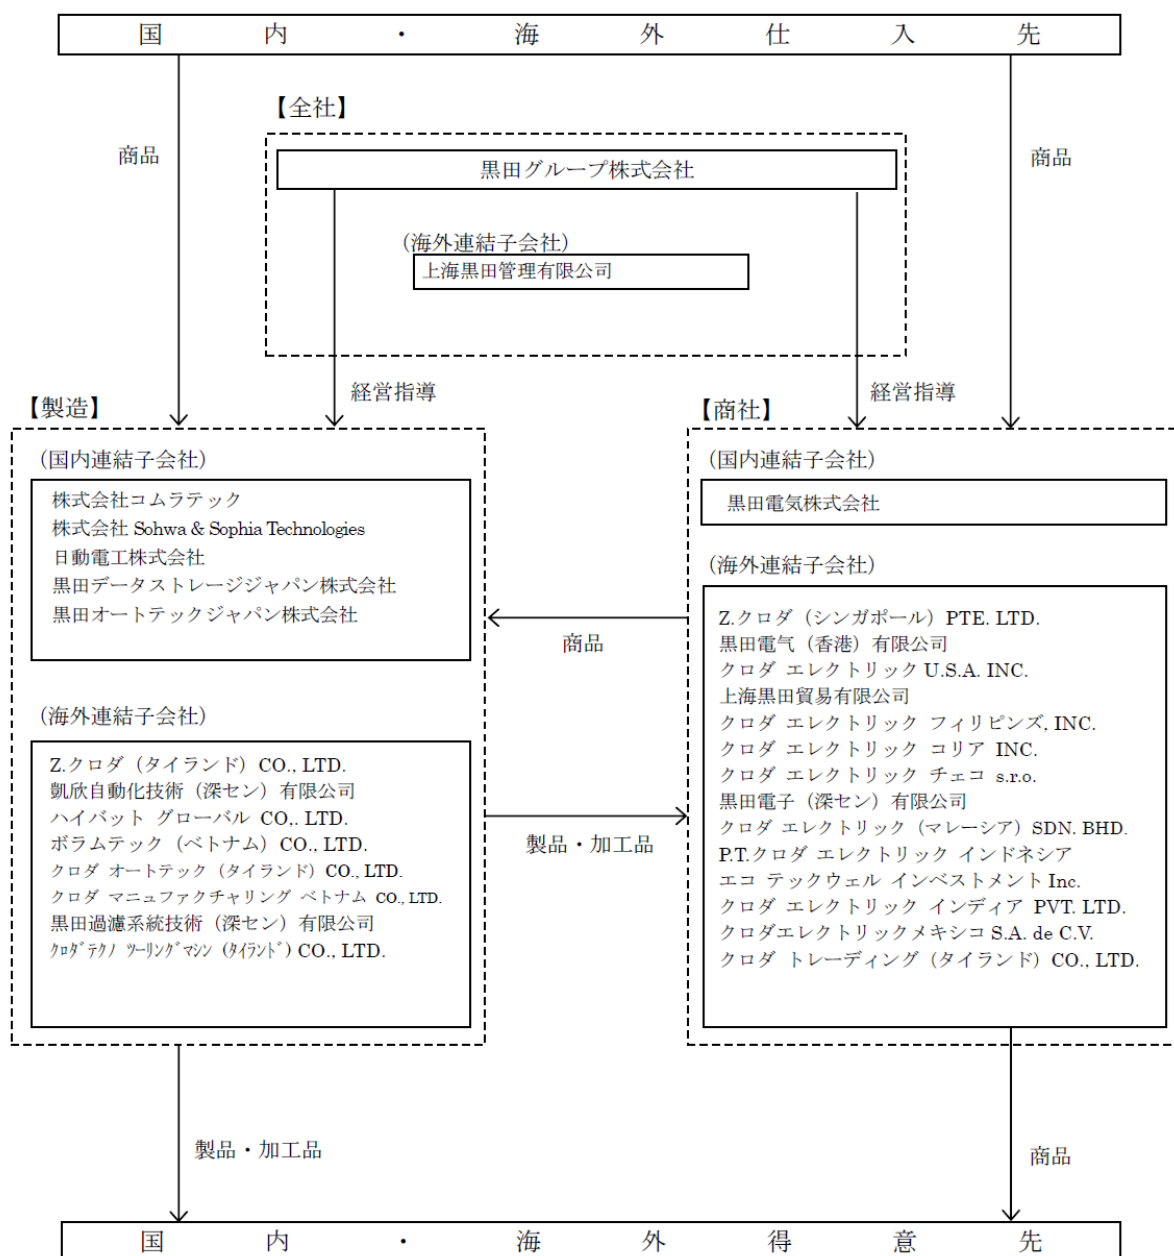 国内・海外仕入先
【全社】
商品
商品
黒田グループ株式会社
(海外連結子会社)
上海黒田管理有限公司
経営指導
経営指導
【製造】
【商社】
(国内連結子会社)
株式会社コムラテック
株式会社 Sohwa & Sophia Technologies
日動電工株式会社
黒田データストレージジャパン株式会社
黒田オートテックジャパン株式会社
(海外連結子会社)
Z.クロダ（タイランド）CO., LTD.
凱欣自動化技術（深セン）有限公司
ハイバット グローバル CO,. LTD.
ボラムテック（ベトナム）CO., LTD.
クロダ オートテック（タイランド）CO., LTD.
クロダ マニュファクチャリング ベトナム CO., LTD.
黒田過濾系統技術（深セン）有限公司
ｸﾛﾀﾞﾃｸﾉ ﾂｰﾘﾝｸﾞﾏｼﾝ (ﾀｲﾗﾝﾄﾞ) CO., LTD.
商品
製品・加工品
(国内連結子会社)
黒田電気株式会社
(海外連結子会社)
Z.クロダ（シンガポール）PTE. LTD.
黒田電气（香港）有限公司
クロダ エレクトリック U.S.A. INC.
上海黒田貿易有限公司
クロダ エレクトリック フィリピンズ, INC.
クロダ エレクトリック コリア INC.
クロダ エレクトリック チェコ s.r.o.
黒田電子（深セン）有限公司
クロダ エレクトリック（マレーシア）SDN. BHD.
P.T.クロダ エレクトリック インドネシア
エコ テックウェル インベストメント Inc.
クロダ エレクトリック インディア PVT. LTD.
クロダエレクトリックメキシコ S.A. de C.V.
クロダ トレーディング（タイランド）CO., LTD.
製品・加工品
商品
国内・海外得意先